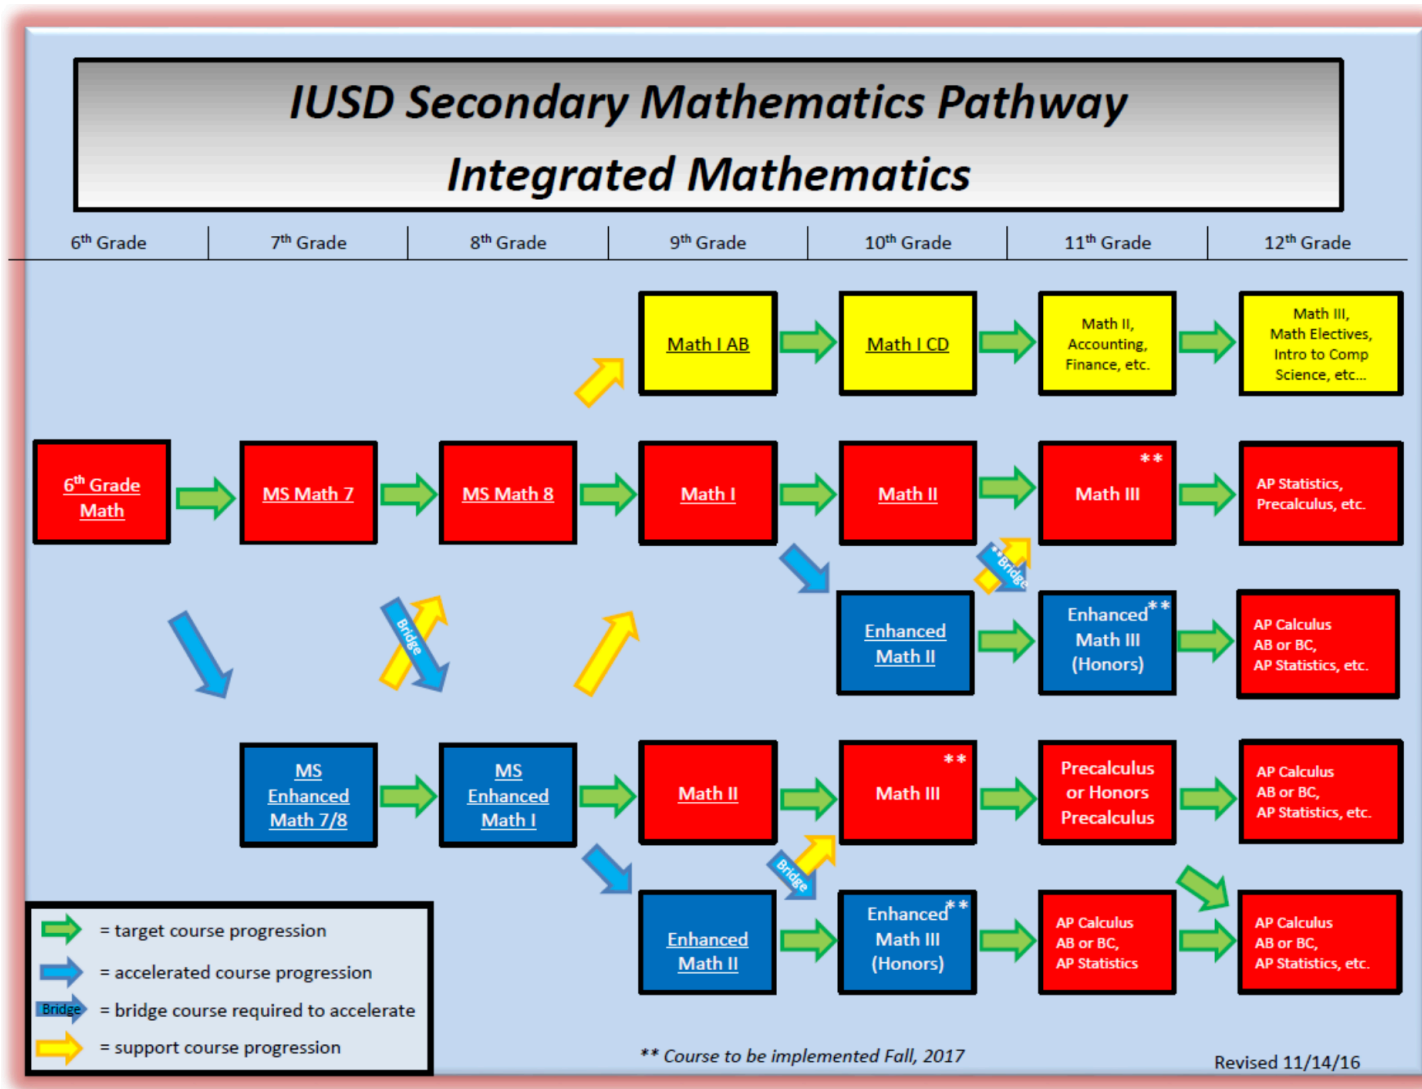 IUSD Secondary Mathematics Pathway
Integrated Mathematics
6th Grade
7th Grade
8th Grade
9th Grade
10th Grade
11th Grade
12th Grade
Math I AB
Math I CD
Math II,
Accounting,
Finance, etc.
Math III,
Math Electives,
Intro to Comp
Science, etc...
6th Grade
Math
MS Math 7
MS Math 8
Math I
Math II
**
Math III
AP Statistics,
Precalculus, etc.
Bridge
**Bridge
Enhanced
Math II
Enhanced**
Math III
(Honors)
AP Calculus
AB or BC,
AP Statistics, etc.
MS
Enhanced
Math 7/8
MS
Enhanced
Math I
Math II
**
Math III
Precalculus
or Honors
Precalculus
AP Calculus
AB or BC,
AP Statistics, etc.
Bridge
Enhanced
Math II
Enhanced**
Math III
(Honors)
AP Calculus
AB or BC,
AP Statistics
AP Calculus
AB or BC,
AP Statistics, etc.
= target course progression
= accelerated course progression
Bridge = bridge course required to accelerate
= support course progression
** Course to be implemented Fall, 2017
Revised 11/14/16